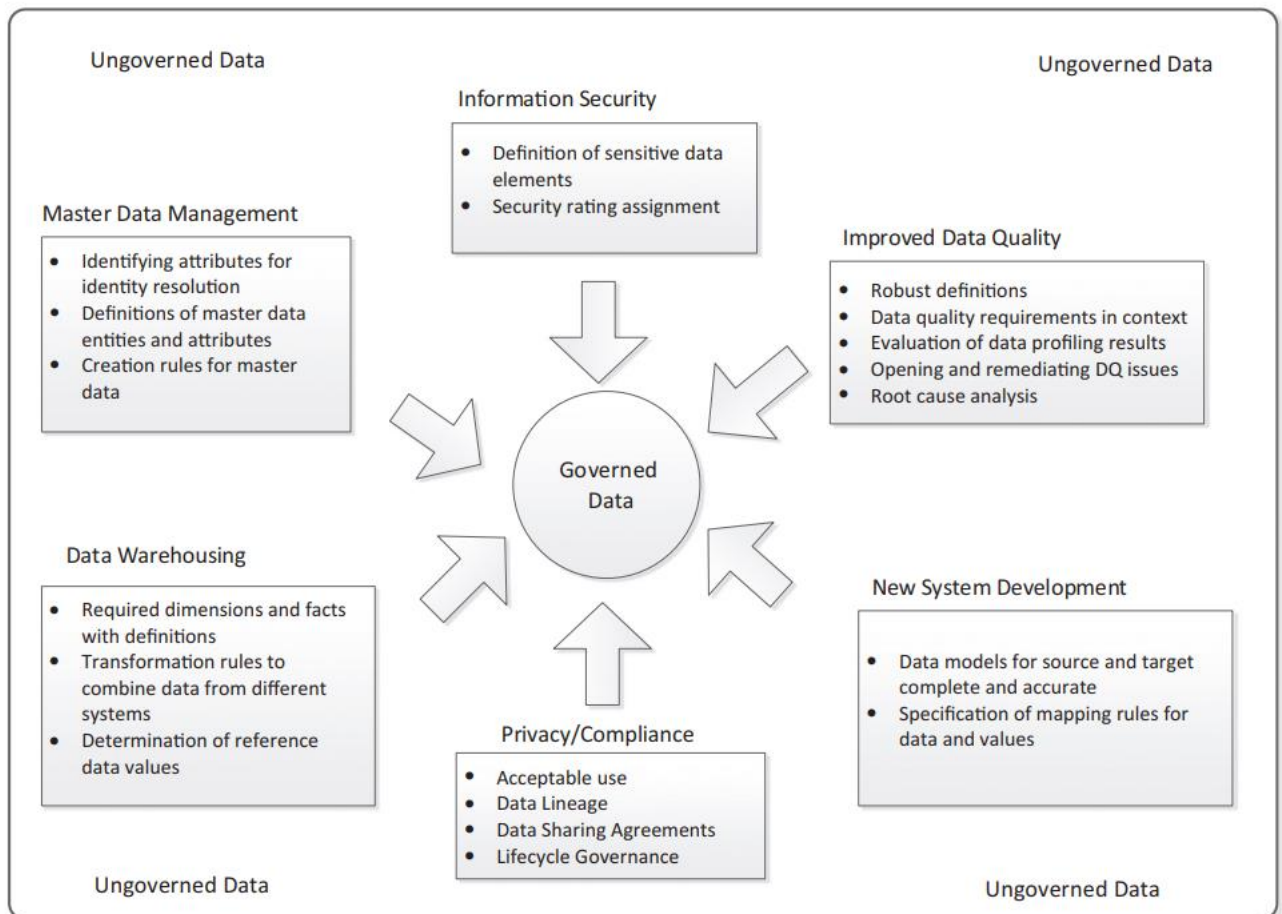 Ungoverned Data
Ungoverned Data
Information Security
• Definition of sensitive data
elements
• Security rating assignment
Master Data Management
• Identifying attributes for
identity resolution
• Definitions of master data
entities and attributes
• Creation rules for master
data
Improved Data Quality
• Robust definitions
• Data quality requirements in context
• Evaluation of data profiling results
• Opening and remediating DQ issues
• Root cause analysis
Governed
Data
Data Warehousing
• Required dimensions and facts
with definitions
• Transformation rules to
combine data from different
systems
• Determination of reference
data values
New System Development
• Data models for source and target
complete and accurate
• Specification of mapping rules for
data and values
Privacy/Compliance
• Acceptable use
• Data Lineage
• Data Sharing Agreements
• Lifecycle Governance
Ungoverned Data
Ungoverned Data